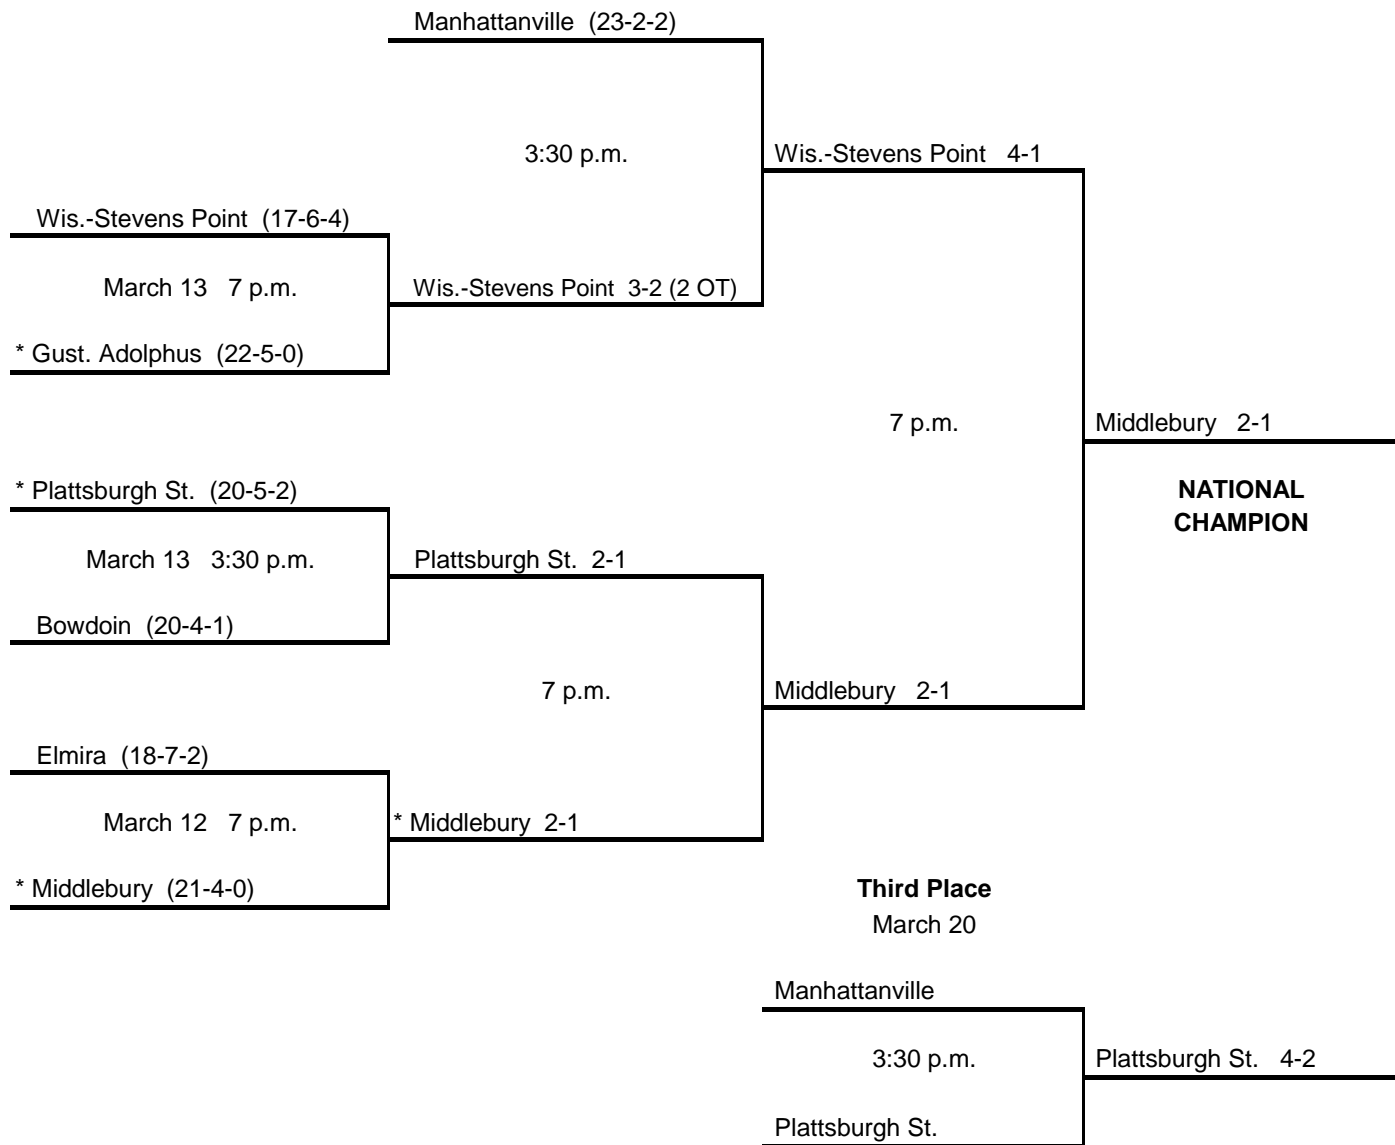 Manhattanville (23-2-2)
3:30 p.m.
Wis.-Stevens Point 4-1
Wis.-Stevens Point (17-6-4)
March 13 7 p.m.
Wis.-Stevens Point 3-2 (2 OT)
* Gust. Adolphus (22-5-0)
7 p.m.
Middlebury 2-1
* Plattsburgh St. (20-5-2)
NATIONAL
CHAMPION
March 13 3:30 p.m.
Plattsburgh St. 2-1
Bowdoin (20-4-1)
7 p.m.
Middlebury 2-1
Elmira (18-7-2)
March 12 7 p.m.
* Middlebury 2-1
* Middlebury (21-4-0)
Third Place
March 20
Manhattanville
3:30 p.m.
Plattsburgh St. 4-2
Plattsburgh St.